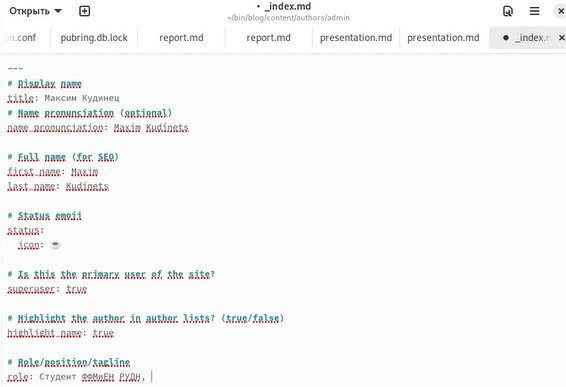 Открыть
• _index.md
~/bin/blog/content/authors/admin
n.conf pubring.db.lock report.md report.md presentation.md presentation.md • _index.r
---
# Display name
title: Максим Кудинец
# Name pronunciation (optional)
name_pronunciation: Maxim Kudinets
# Full name (for SEO)
first_name: Maxim
last_name: Kudinets
# Status emoji
status:
icon: ☕
# Is this the primary user of the site?
superuser: true
# Highlight the author in author lists? (true/false)
highlight_name: true
# Role/position/tagline
role: Студент ФФМиЕН РУДН,